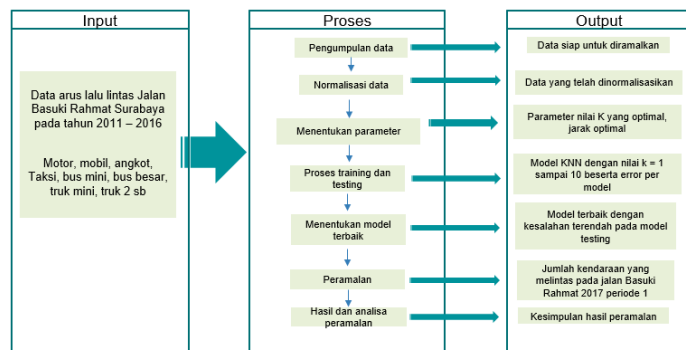 Input
Data arus lalu lintas Jalan
Basuki Rahmat Surabaya
pada tahun 2011 – 2016
Motor, mobil, angkot,
Taksi, bus mini, bus besar,
truk mini, truk 2 sb
Proses
Pengumpulan data
Normalisasi data
Menentukan parameter
Proses training dan
testing
Menentukan model
terbaik
Peramalan
Hasil dan analisa
peramalan
Output
Data siap untuk diramalkan
Data yang telah dinormalisasikan
Parameter nilai K yang optimal,
jarak optimal
Model KNN dengan nilai k = 1
sampai 10 beserta error per
model
Model terbaik dengan
kesalahan terendah pada model
testing
Jumlah kendaraan yang
melintas pada jalan Basuki
Rahmat 2017 periode 1
Kesimpulan hasil peramalan